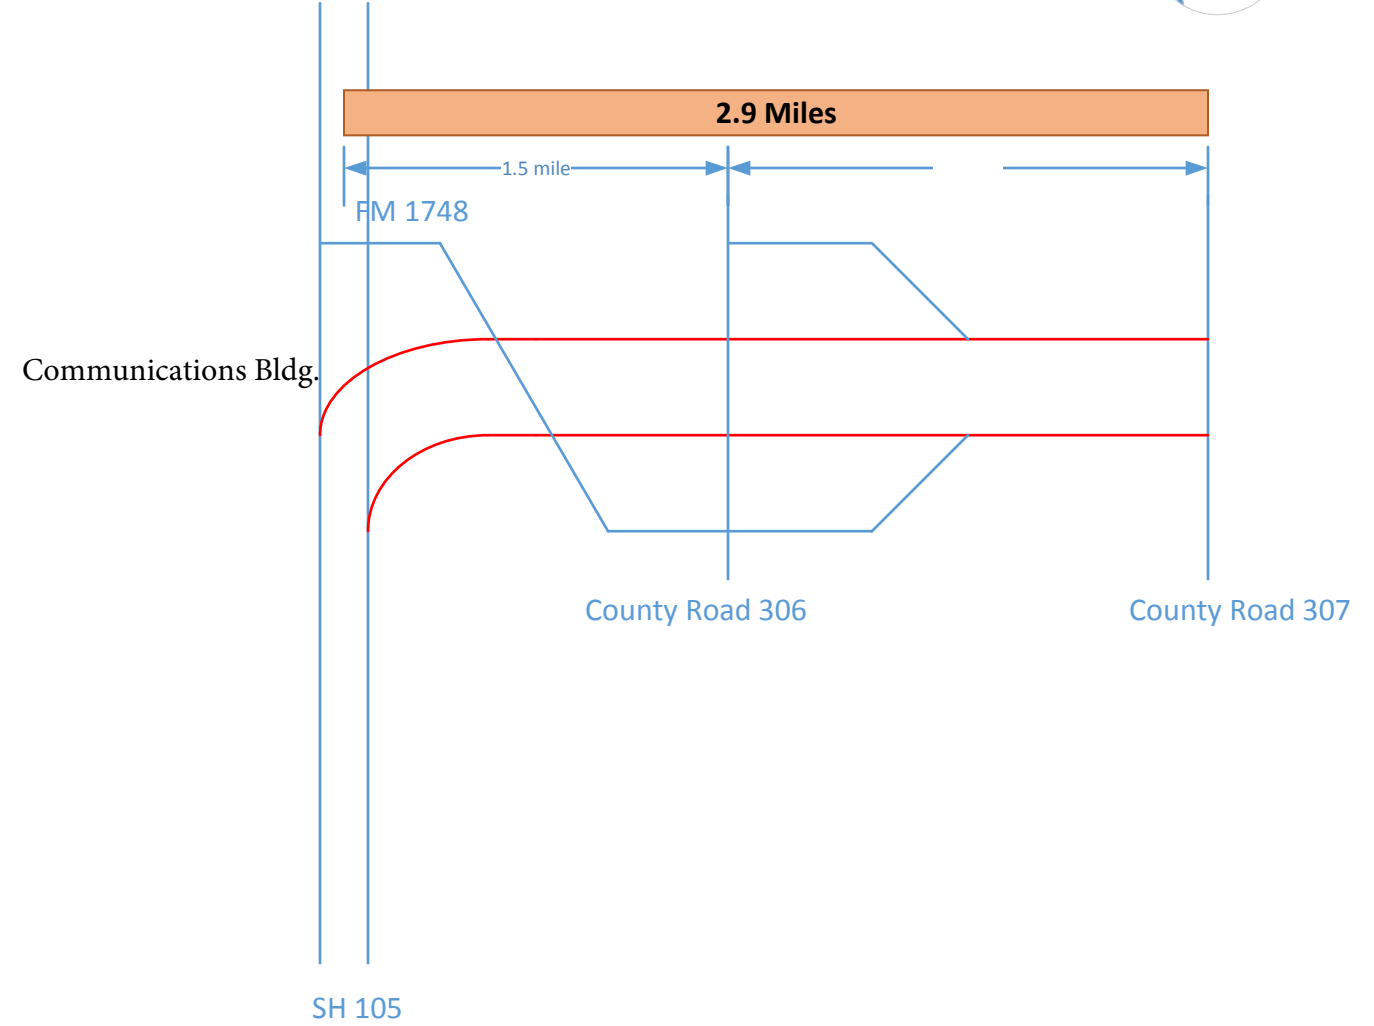 2.9 Miles
1.5 mile
FM 1748
Communications Bldg.
County Road 306
County Road 307
SH 105